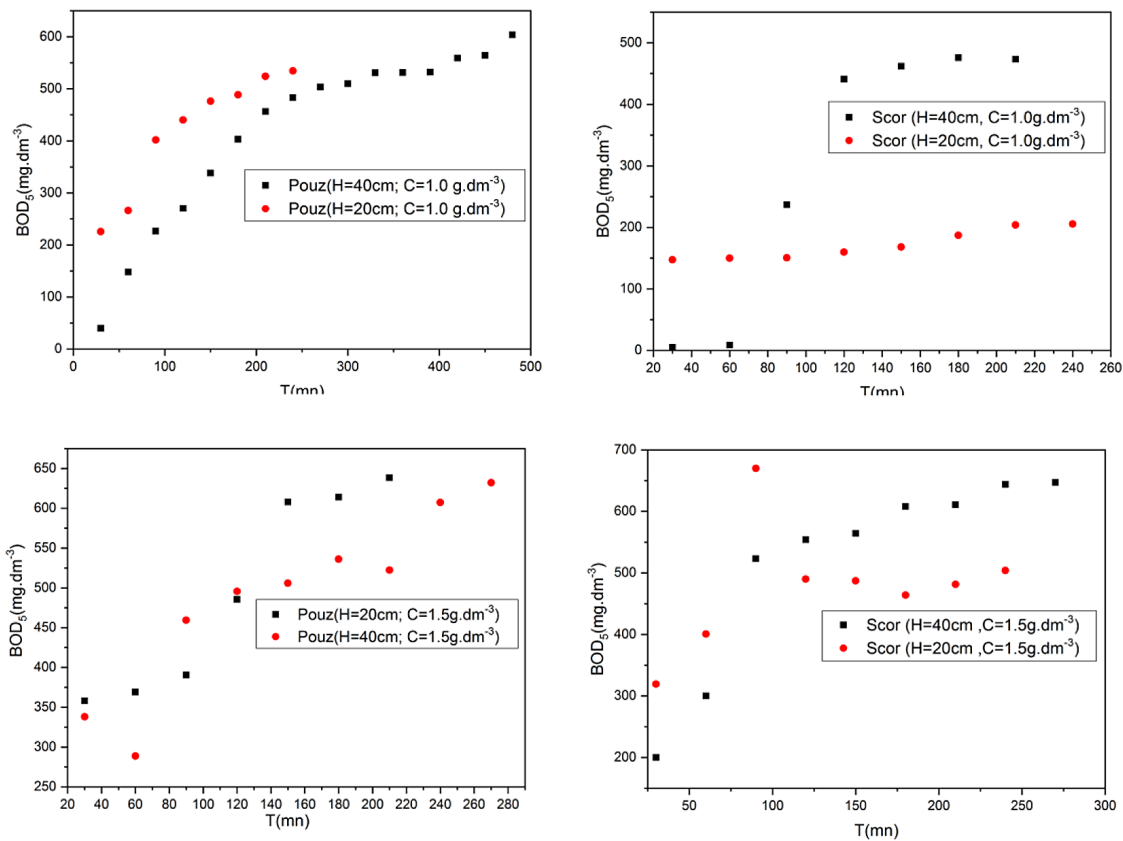 600
500
400
300
200
100
0
BOD5(mg.dm-3)
Pouz(H=40cm; C=1.0 g.dm-3)
Pouz(H=20cm; C=1.0 g.dm-3)
0 100 200 300 400 500
T(mn)
500
400
300
200
100
0
BOD5(mg.dm-3)
Scor (H=40cm, C=1.0g.dm-3)
Scor (H=20cm, C=1.0g.dm-3)
20 40 60 80 100 120 140 160 180 200 220 240 260
T(mn)
650
600
550
500
450
400
350
300
250
BOD5(mg.dm-3)
Pouz(H=20cm; C=1.5g.dm-3)
Pouz(H=40cm; C=1.5g.dm-3)
20 40 60 80 100 120 140 160 180 200 220 240 260 280
T(mn)
700
600
500
400
300
200
BOD5(mg.dm-3)
Scor (H=40cm ,C=1.5g.dm-3)
Scor (H=20cm ,C=1.5g.dm-3)
50 100 150 200 250 300
T(mn)